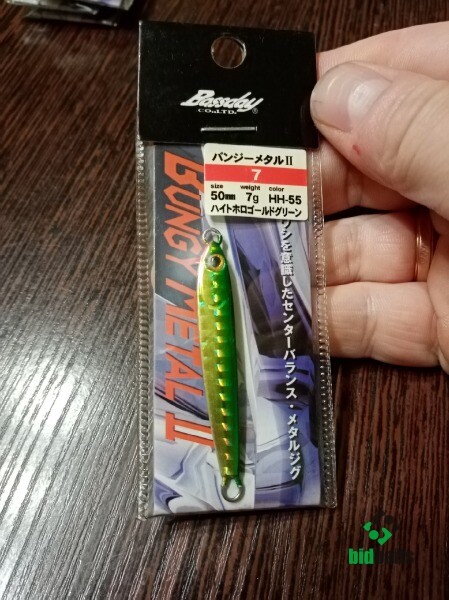 Bassday
CO.,LTD.®
バンジーメタルII
7
size weight color
50mm 7g HH-55
ハイトホロゴールドグリーン
BUNGY METAL II
ワシを意識したセンターバランス・メタルジグ
bid